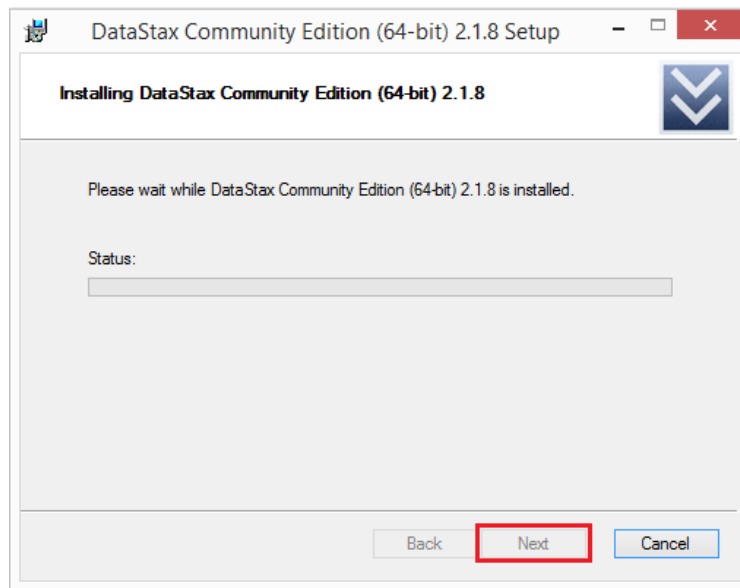 DataStax Community Edition (64-bit) 2.1.8 Setup
Installing DataStax Community Edition (64-bit) 2.1.8
Please wait while DataStax Community Edition (64-bit) 2.1.8 is installed.
Status:
Back Next Cancel